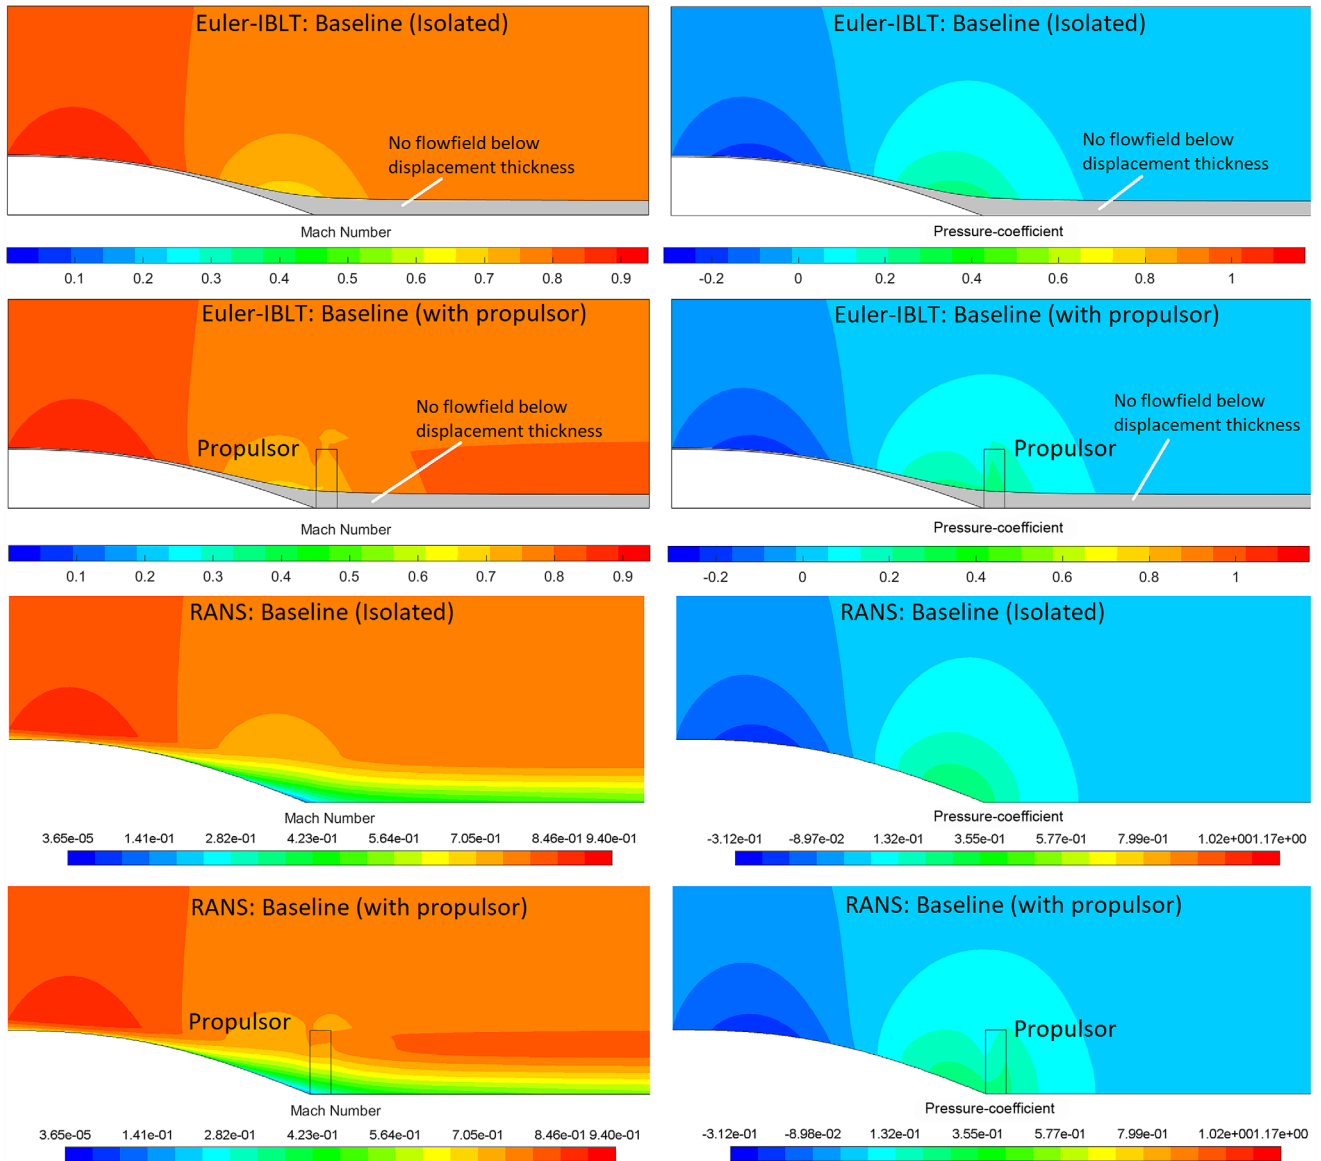 Euler-IBLT: Baseline (Isolated)
No flowfield below
displacement thickness
Mach Number
0.1 0.2 0.3 0.4 0.5 0.6 0.7 0.8 0.9
Euler-IBLT: Baseline (Isolated)
No flowfield below
displacement thickness
Pressure-coefficient
-0.2 0 0.2 0.4 0.6 0.8 1
Euler-IBLT: Baseline (with propulsor)
No flowfield below
displacement thickness
Propulsor
Mach Number
0.1 0.2 0.3 0.4 0.5 0.6 0.7 0.8 0.9
Euler-IBLT: Baseline (with propulsor)
No flowfield below
displacement thickness
Propulsor
Pressure-coefficient
-0.2 0 0.2 0.4 0.6 0.8 1
RANS: Baseline (Isolated)
Mach Number
3.65e-05 1.41e-01 2.82e-01 4.23e-01 5.64e-01 7.05e-01 8.46e-01 9.40e-01
RANS: Baseline (Isolated)
Pressure-coefficient
-3.12e-01 -8.97e-02 1.32e-01 3.55e-01 5.77e-01 7.99e-01 1.02e+001.17e+00
RANS: Baseline (with propulsor)
Propulsor
Mach Number
3.65e-05 1.41e-01 2.82e-01 4.23e-01 5.64e-01 7.05e-01 8.46e-01 9.40e-01
RANS: Baseline (with propulsor)
Propulsor
Pressure-coefficient
-3.12e-01 -8.98e-02 1.32e-01 3.55e-01 5.77e-01 7.99e-01 1.02e+001.17e+00